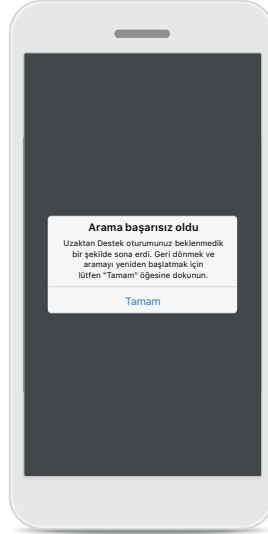 Arama başarısız oldu
Uzaktan Destek oturumunuz beklenmedik
bir şekilde sona erdi. Geri dönmek ve
aramayı yeniden başlatmak için
lütfen "Tamam" öğesine dokunun.
Tamam